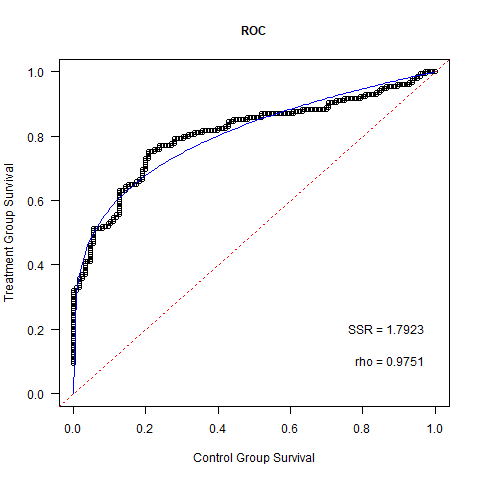 ROC
Treatment Group Survival
1.0
0.8
0.6
0.4
0.2
0.0
SSR = 1.7923
rho = 0.9751
0.0 0.2 0.4 0.6 0.8 1.0
Control Group Survival